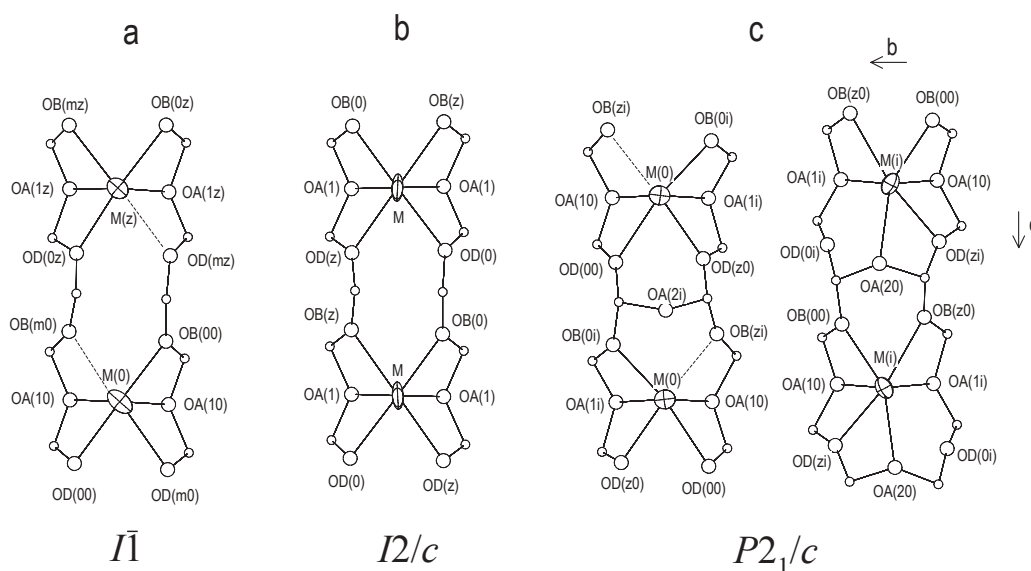 a
b
c
b
OB(mz) OB(0z)
OA(1z) OA(1z)
M(z)
OD(0z) OD(mz)
OB(m0) OB(00)
M(0)
OA(10) OA(10)
OD(00) OD(m0)
OB(0) OB(z)
OA(1) OA(1)
M
OD(z) OD(0)
OB(z) OB(0)
M
OA(1) OA(1)
OD(0) OD(z)
OB(zi) OB(0i)
M(0)
OA(10) OA(1i)
OD(00) OD(z0)
OA(2i)
OB(0i) OB(zi)
M(0)
OA(1i) OA(10)
OD(z0) OD(00)
OB(z0) OB(00)
M(i)
OA(1i) OA(10)
OD(0i) OD(zi)
OA(20)
OB(00) OB(z0)
M(i)
OA(10) OA(1i)
OD(zi) OD(0i)
OA(20)
I1̄
I2/c
P2₁/c